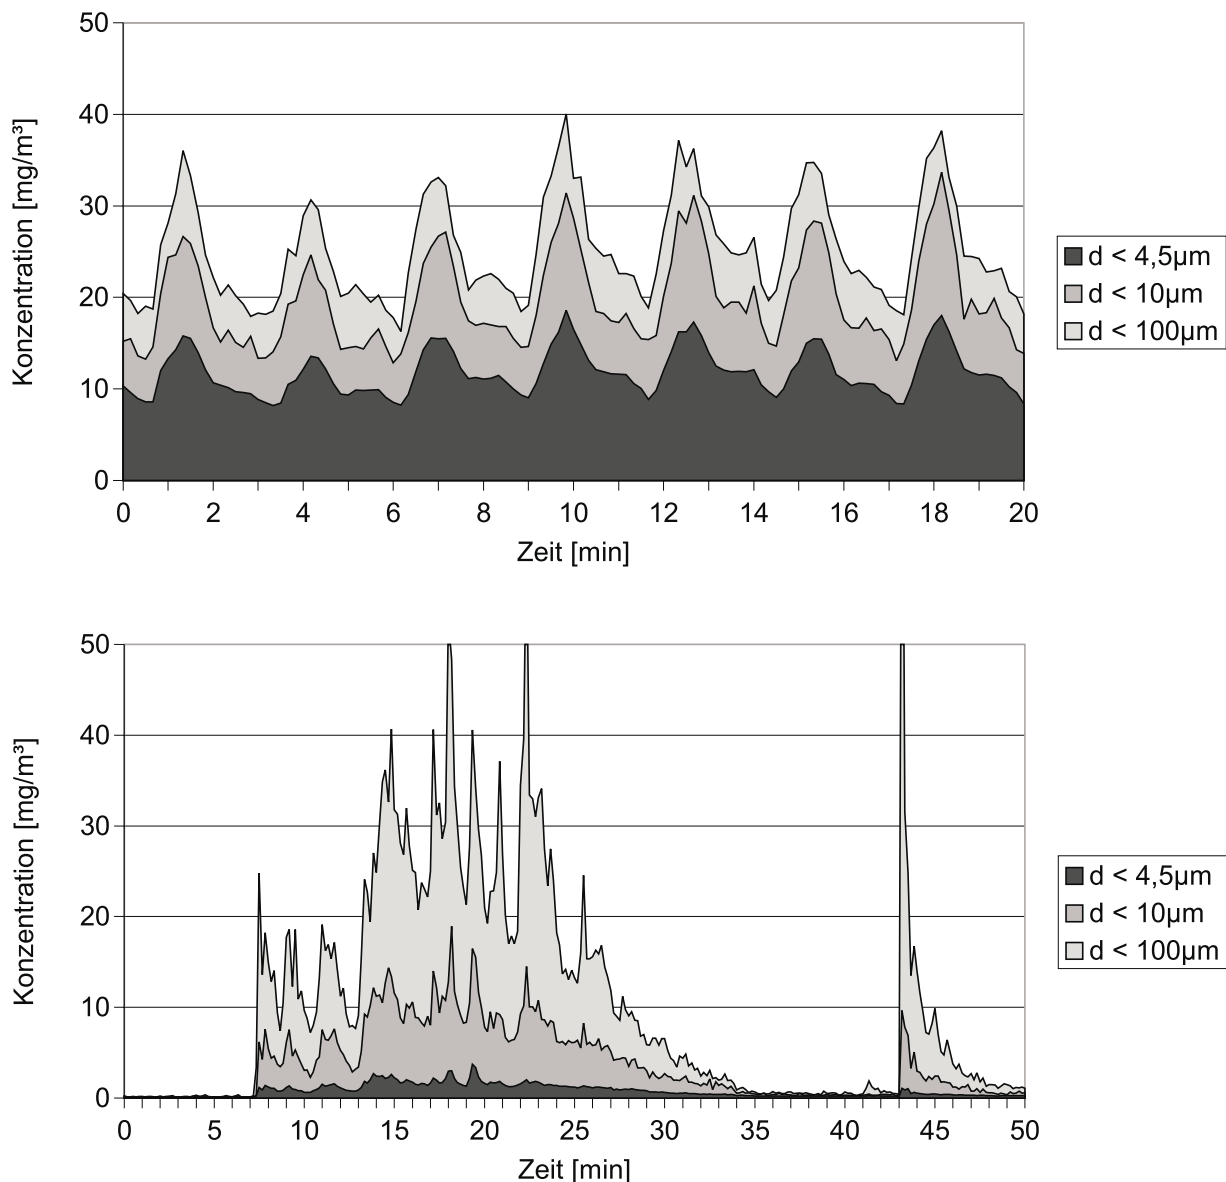 50
40
30
20
10
0
Konzentration [mg/m³]
0 2 4 6 8 10 12 14 16 18 20
Zeit [min]
d < 4,5µm
d < 10µm
d < 100µm
50
40
30
20
10
0
Konzentration [mg/m³]
0 5 10 15 20 25 30 35 40 45 50
Zeit [min]
d < 4,5µm
d < 10µm
d < 100µm